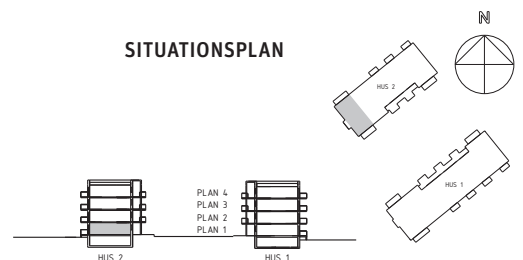 N
SITUATIONSPLAN
HUS 2
HUS 1
PLAN 4
PLAN 3
PLAN 2
PLAN 1
HUS 2
HUS 1